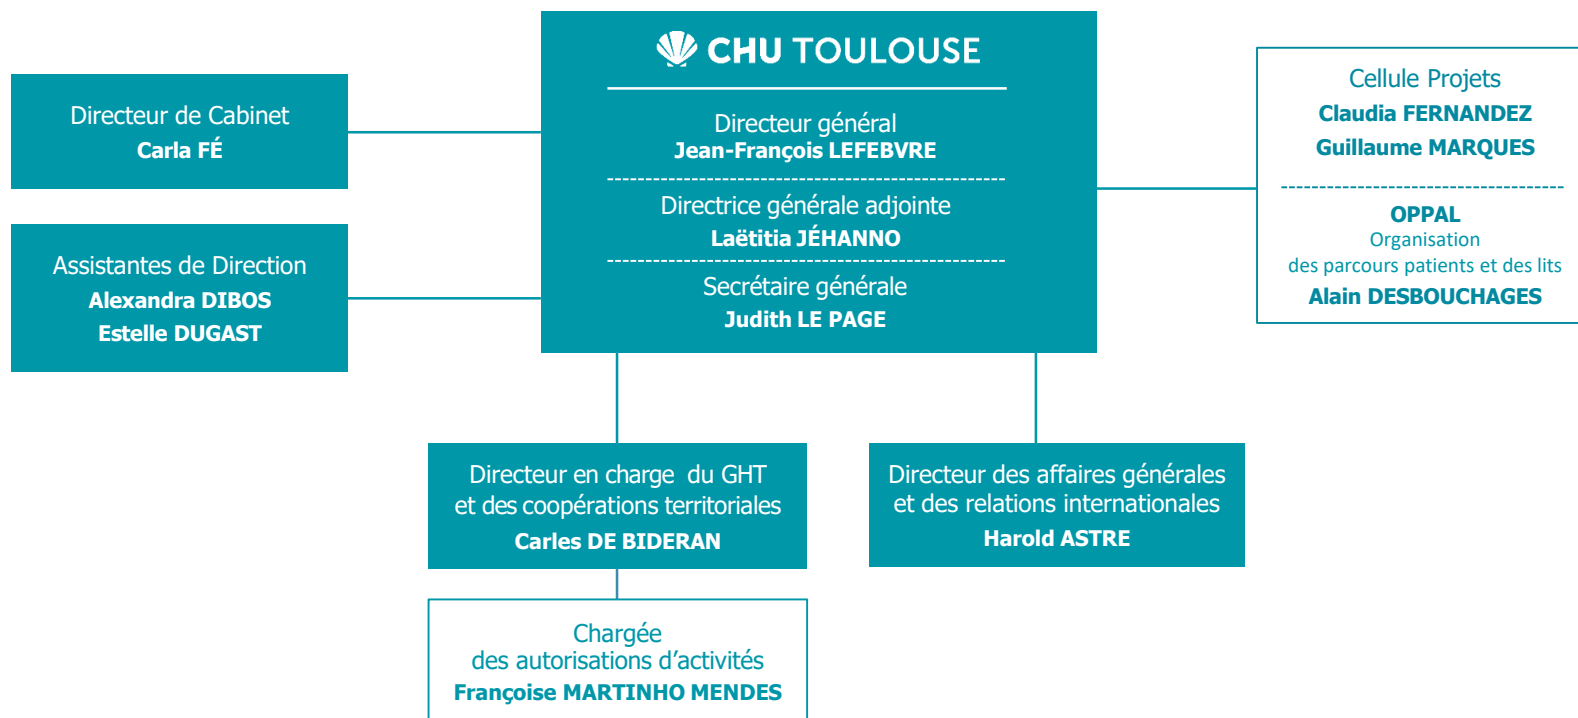 CHU TOULOUSE
Directeur général
Jean-François LEFEBVRE
Directrice générale adjointe
Laëtitia JÉHANNO
Secrétaire générale
Judith LE PAGE
Directeur de Cabinet
Carla FÉ
Assistantes de Direction
Alexandra DIBOS
Estelle DUGAST
Cellule Projets
Claudia FERNANDEZ
Guillaume MARQUES
OPPAL
Organisation
des parcours patients et des lits
Alain DESBOUCHAGES
Directeur en charge du GHT
et des coopérations territoriales
Carles DE BIDERAN
Directeur des affaires générales
et des relations internationales
Harold ASTRE
Chargée
des autorisations d’activités
Françoise MARTINHO MENDES